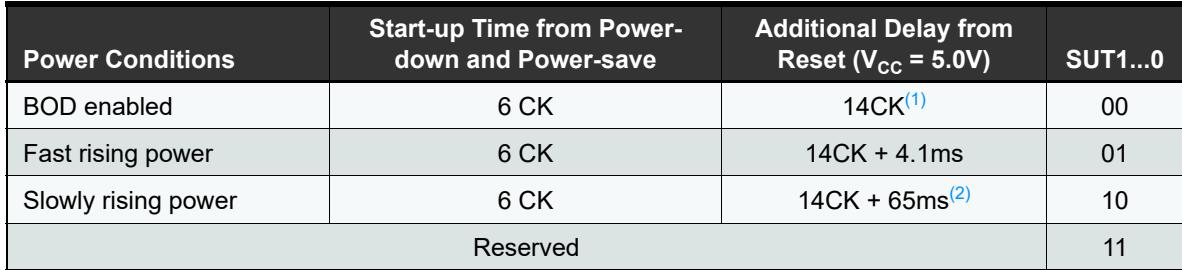 Power Conditions Start-up Time from Power-down and Power-save Additional Delay from Reset (VCC = 5.0V) SUT1...0
BOD enabled 6 CK 14CK(1) 00
Fast rising power 6 CK 14CK + 4.1ms 01
Slowly rising power 6 CK 14CK + 65ms(2) 10
Reserved 11